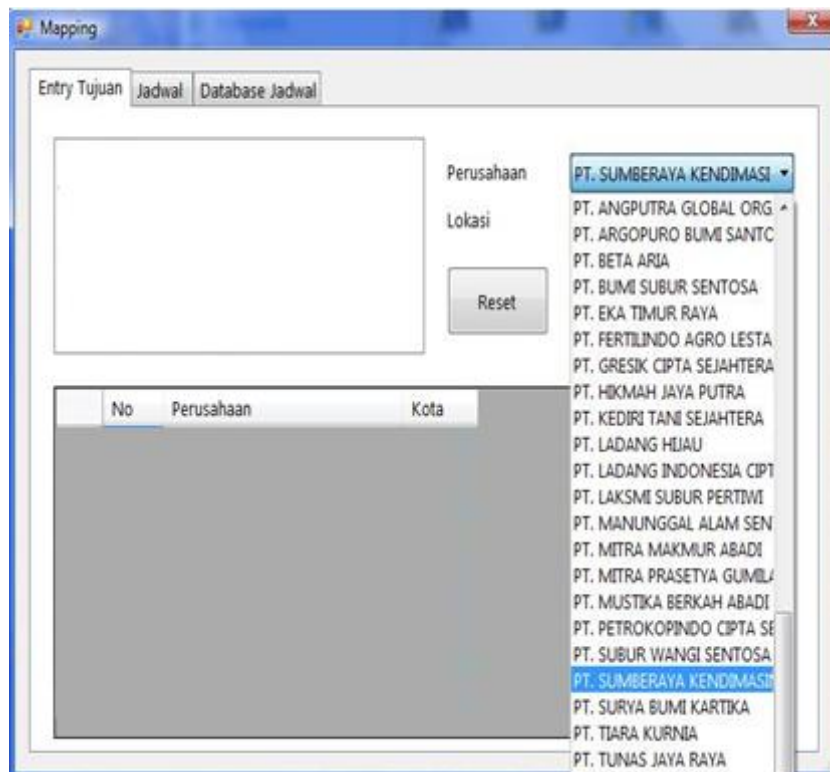 Mapping
Entry Tujuan Jadwal Database Jadwal
Perusahaan PT. SUMBERAYA KENDIMASI
Lokasi
Reset
PT. ANGPUTRA GLOBAL ORG
PT. ARGOPURO BUMI SANTO
PT. BETA ARIA
PT. BUMI SUBUR SENTOSA
PT. EKA TIMUR RAYA
PT. FERTILINDO AGRO LESTA
PT. GRESIK CIPTA SEJAHTERA
PT. HIKMAH JAYA PUTRA
PT. KEDIRI TANI SEJAHTERA
PT. LADANG HIJAU
PT. LADANG INDONESIA CIPT
PT. LAKSMI SUBUR PERTIWI
PT. MANUNGGAL ALAM SEN
PT. MITRA MAKMUR ABADI
PT. MITRA PRASETYA GUMILA
PT. MUSTIKA BERKAH ABADI
PT. PETROKOPINDO CIPTA SE
PT. SUBUR WANGI SENTOSA
PT. SUMBERAYA KENDIMASIN
PT. SURYA BUMI KARTIKA
PT. TIARA KURNIA
PT. TUNAS JAYA RAYA
No Perusahaan Kota